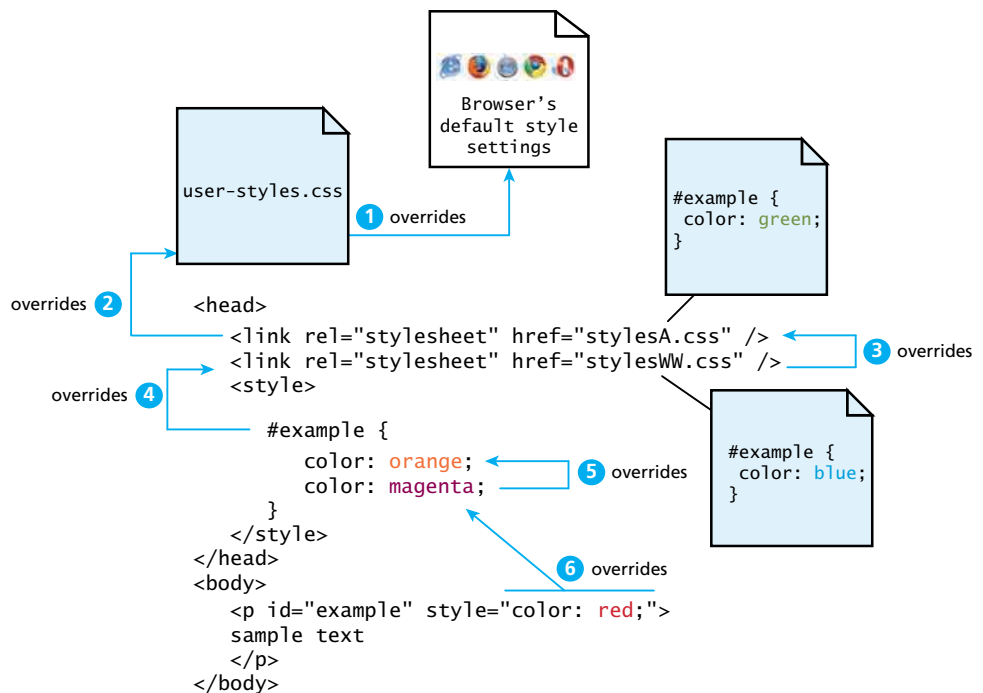 Browser's
default style
settings
user-styles.css
1 overrides
#example {
color: green;
}
overrides 2
<head>
<link rel="stylesheet" href="stylesA.css" />
<link rel="stylesheet" href="stylesWW.css" />
3 overrides
<style>
overrides 4
#example {
color: orange;
color: magenta;
5 overrides
}
#example {
color: blue;
}
</style>
</head>
6 overrides
<body>
<p id="example" style="color: red;">
sample text
</p>
</body>